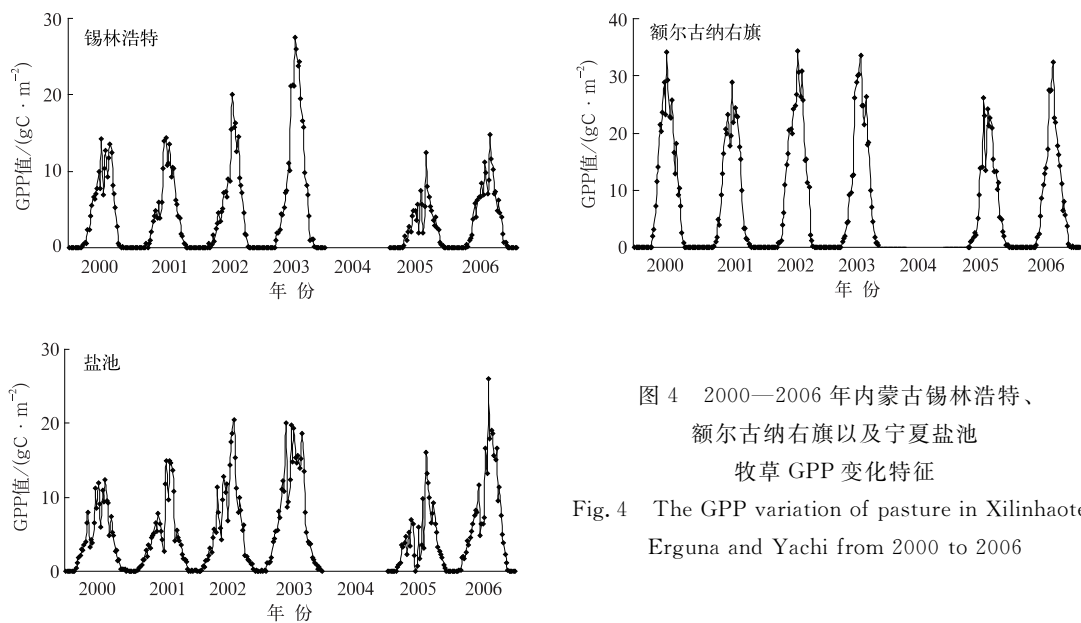 锡林浩特
GPP值/(gC · m⁻²)
30
20
10
0
2000 2001 2002 2003 2004 2005 2006
年 份
额尔古纳右旗
GPP值/(gC · m⁻²)
40
30
20
10
0
2000 2001 2002 2003 2004 2005 2006
年 份
盐池
GPP值/(gC · m⁻²)
30
20
10
0
2000 2001 2002 2003 2004 2005 2006
年 份
图 4 2000—2006 年内蒙古锡林浩特、
额尔古纳右旗以及宁夏盐池
牧草 GPP 变化特征
Fig. 4 The GPP variation of pasture in Xilinhaote
Erguna and Yachi from 2000 to 2006